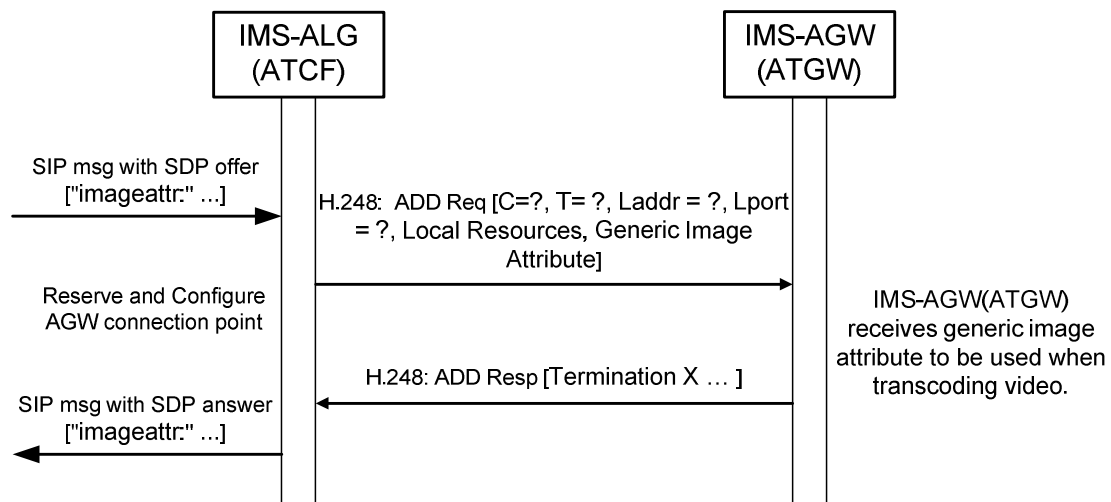 IMS-ALG
(ATCF)
IMS-AGW
(ATGW)
SIP msg with SDP offer
["imageattr:" ...]
H.248: ADD Req [C=?, T= ?, Laddr = ?, Lport
= ?, Local Resources, Generic Image
Attribute]
Reserve and Configure
AGW connection point
IMS-AGW(ATGW)
receives generic image
attribute to be used when
transcoding video.
H.248: ADD Resp [Termination X ... ]
SIP msg with SDP answer
["imageattr:" ...]